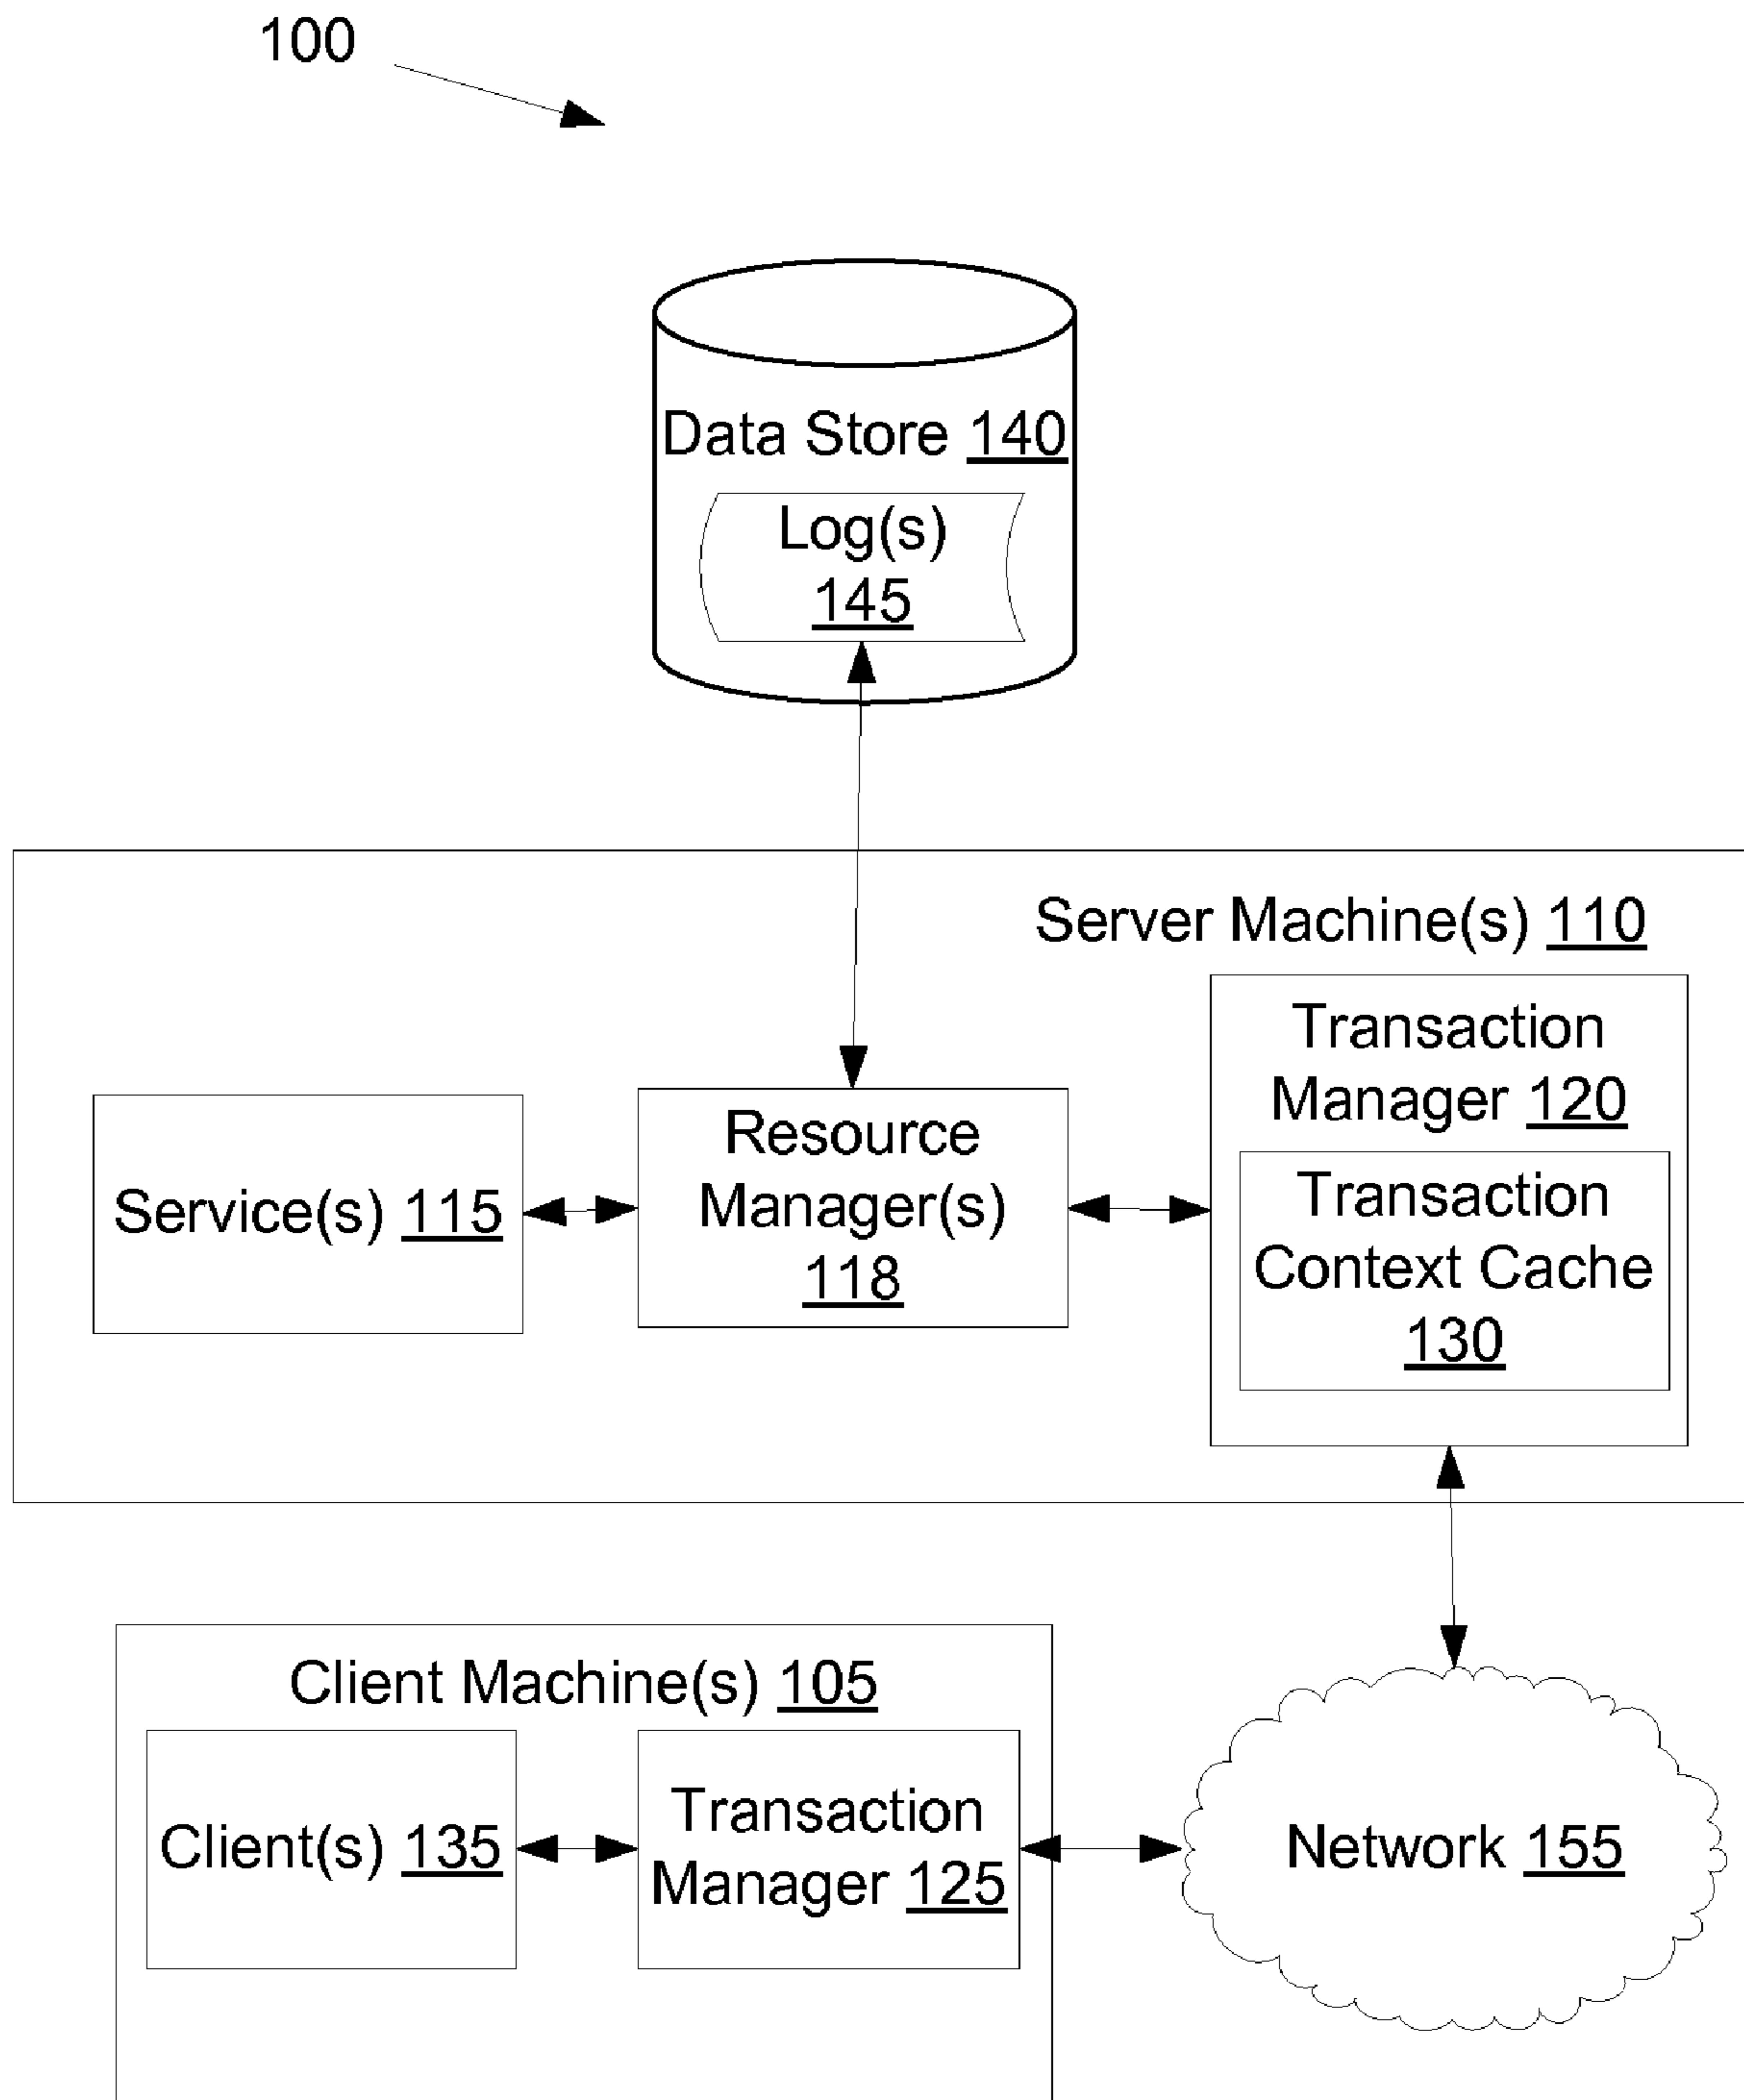 100
Data Store 140
Log(s)
145
Server Machine(s) 110
Transaction
Manager 120
Transaction
Context Cache
130
Resource
Manager(s)
118
Service(s) 115
Client Machine(s) 105
Client(s) 135
Transaction
Manager 125
Network 155